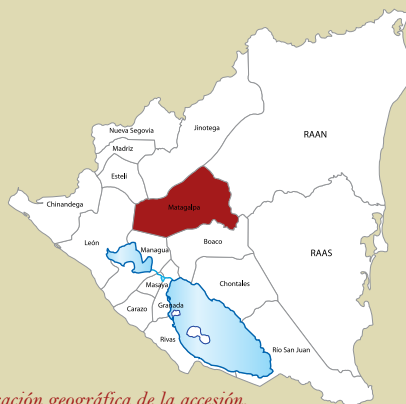 Nueva Segovia
Jinotega
RAAN
Madriz
Estelí
Chinandega
Matagalpa
León
Managua
Boaco
RAAS
Masaya
Chontales
Granada
Carazo
Rivas
Río San Juan
ación geográfica de la accesión.